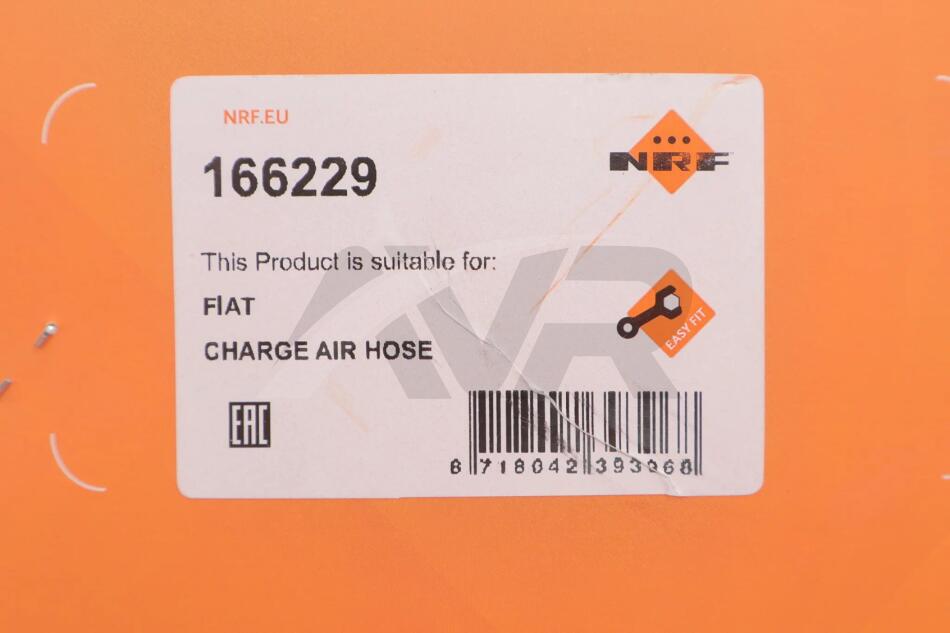 NRF.EU
166229
NRF
This Product is suitable for:
FIAT
CHARGE AIR HOSE
EASY FIT
EAC
8 718042 393968
AVR